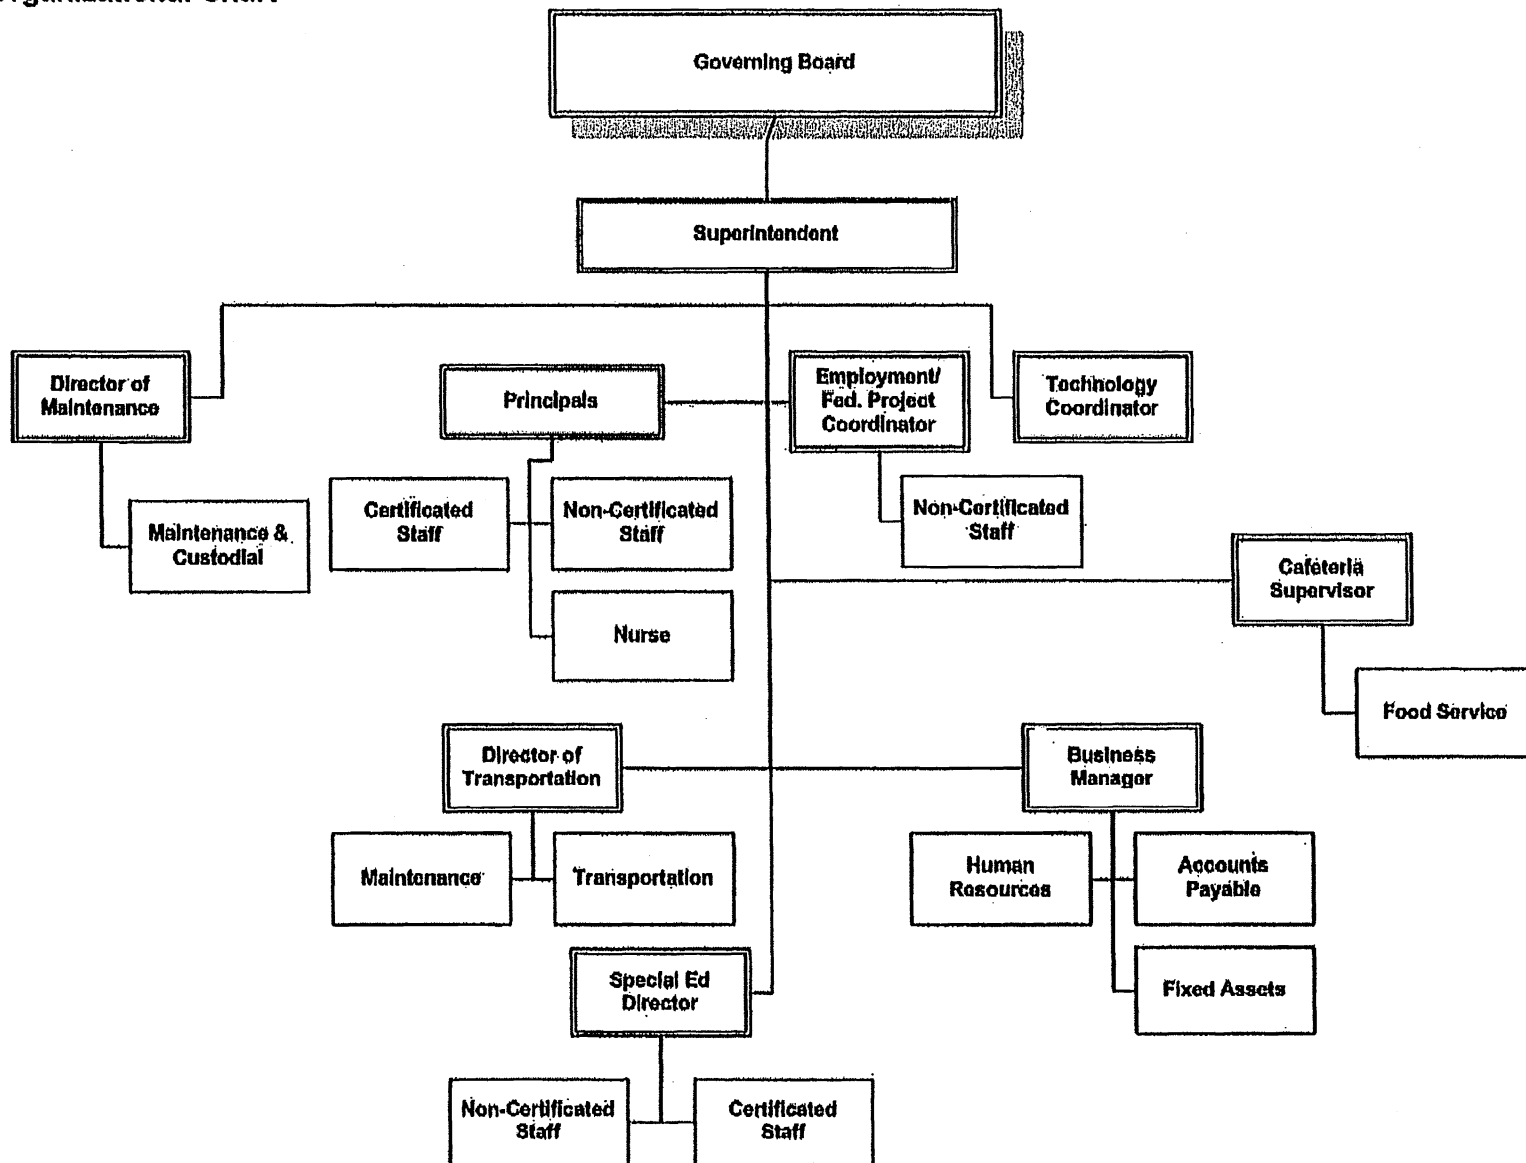 Organizational Chart
Governing Board
Superintendent
Director of
Maintenance
Principals
Employment/
Fed. Project
Coordinator
Technology
Coordinator
Maintenance &
Custodial
Certificated
Staff
Non-Certificated
Staff
Non-Certificated
Staff
Nurse
Cafeteria
Supervisor
Food Service
Director of
Transportation
Business
Manager
Maintenance
Transportation
Human
Resources
Accounts
Payable
Special Ed
Director
Fixed Assets
Non-Certificated
Staff
Certificated
Staff